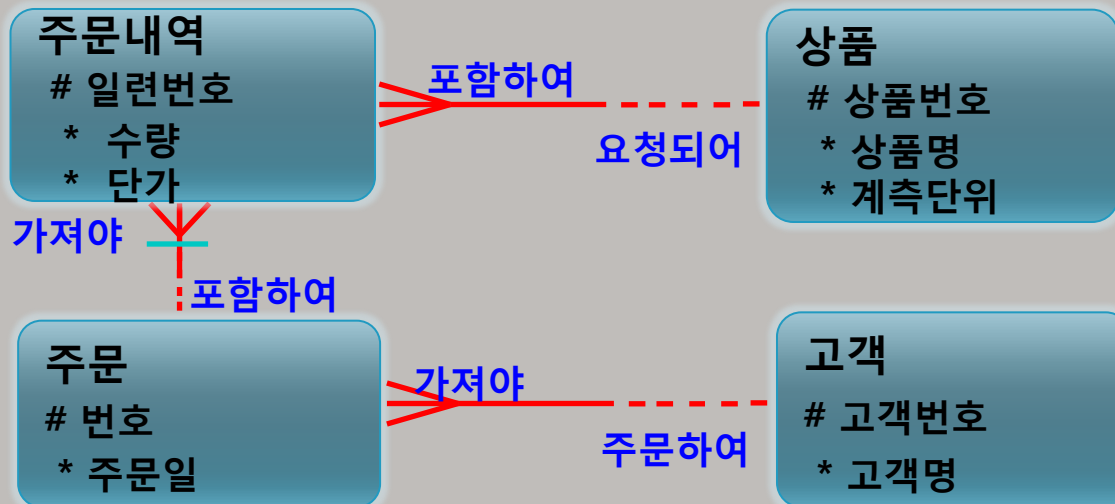 주문내역
# 일련번호
* 수량
* 단가
포함하여
요청되어
상품
# 상품번호
* 상품명
* 계측단위
가져야
포함하여
주문
# 번호
* 주문일
가져야
주문하여
고객
# 고객번호
* 고객명